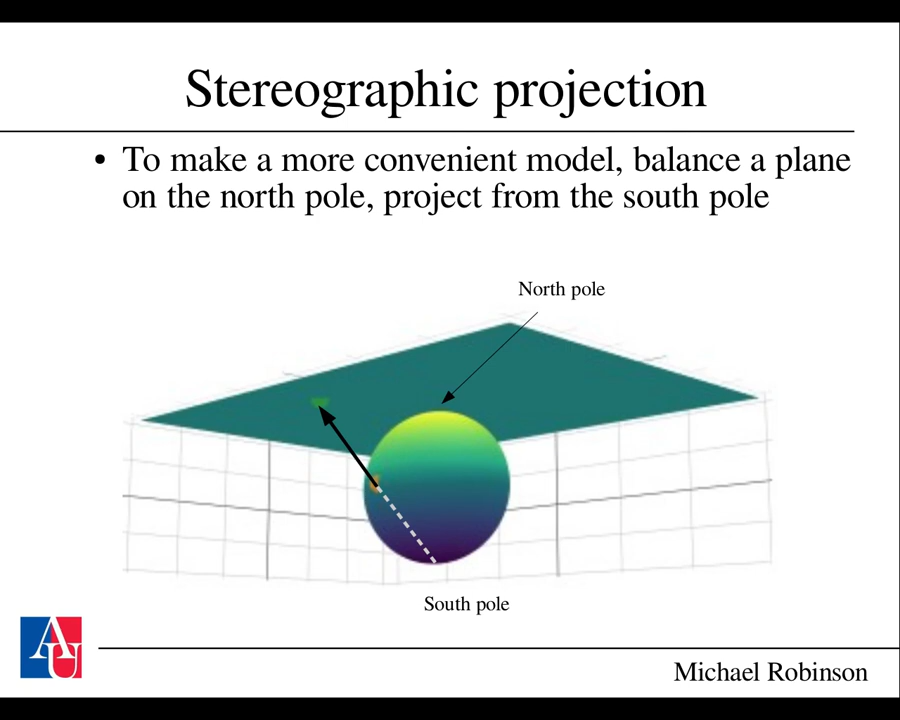 Stereographic projection
• To make a more convenient model, balance a plane
on the north pole, project from the south pole
North pole
South pole
AU
Michael Robinson